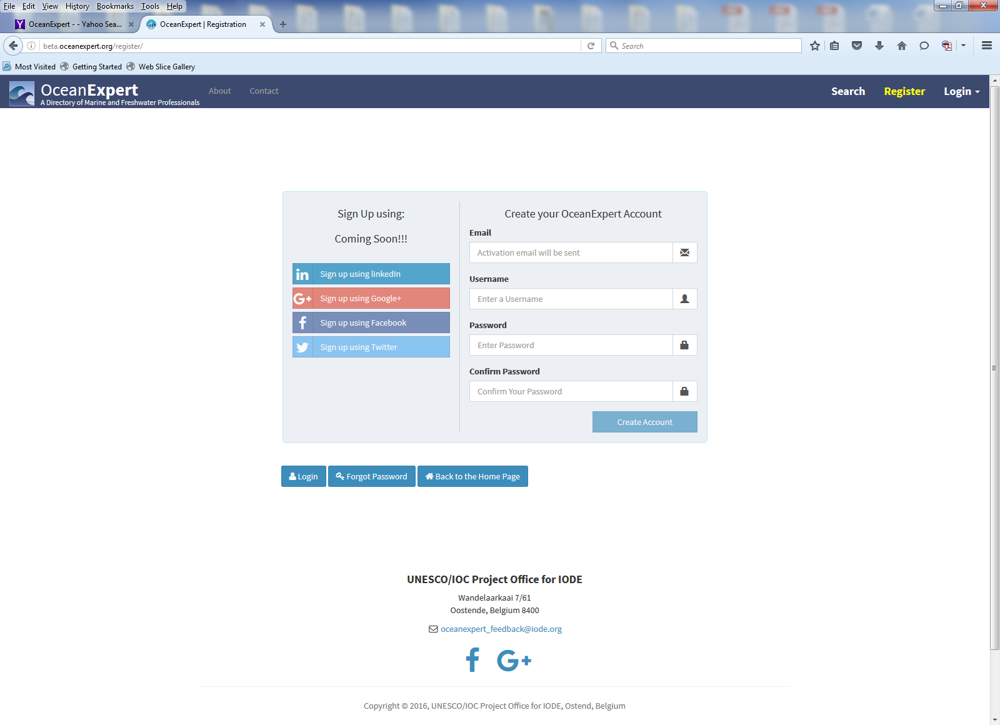 File Edit View History Bookmarks Tools Help
OceanExpert - - Yahoo Sea...
OceanExpert | Registration
beta.oceanexpert.org/register/
Search
Most Visited
Getting Started
Web Slice Gallery
OceanExpert
A Directory of Marine and Freshwater Professionals
About
Contact
Search
Register
Login
Sign Up using:
Coming Soon!!!
Sign up using linkedIn
Sign up using Google+
Sign up using Facebook
Sign up using Twitter
Create your OceanExpert Account
Email
Activation email will be sent
Username
Enter a Username
Password
Enter Password
Confirm Password
Confirm Your Password
Create Account
Login
Forgot Password
Back to the Home Page
UNESCO/IOC Project Office for IODE
Wandelaarkaai 7/61
Oostende, Belgium 8400
oceanexpert_feedback@iode.org
Copyright © 2016, UNESCO/IOC Project Office for IODE, Ostend, Belgium